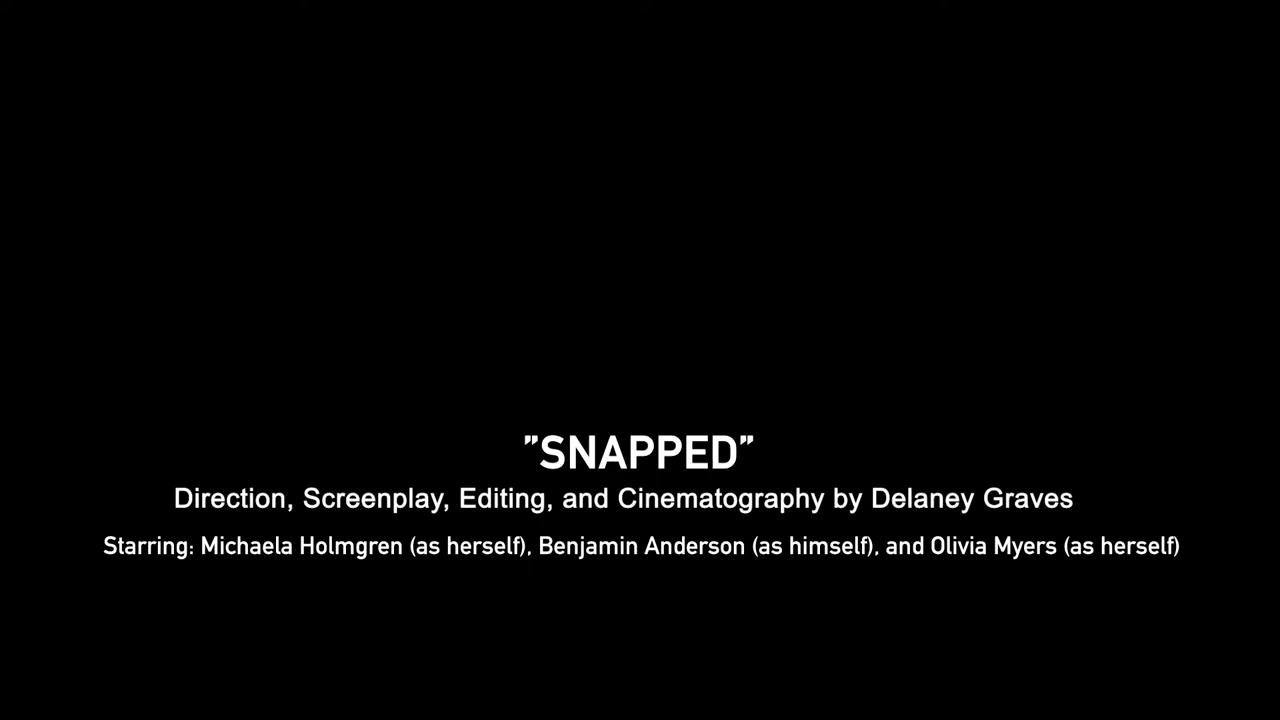 ”SNAPPED”
Direction, Screenplay, Editing, and Cinematography by Delaney Graves
Starring: Michaela Holmgren (as herself), Benjamin Anderson (as himself), and Olivia Myers (as herself)